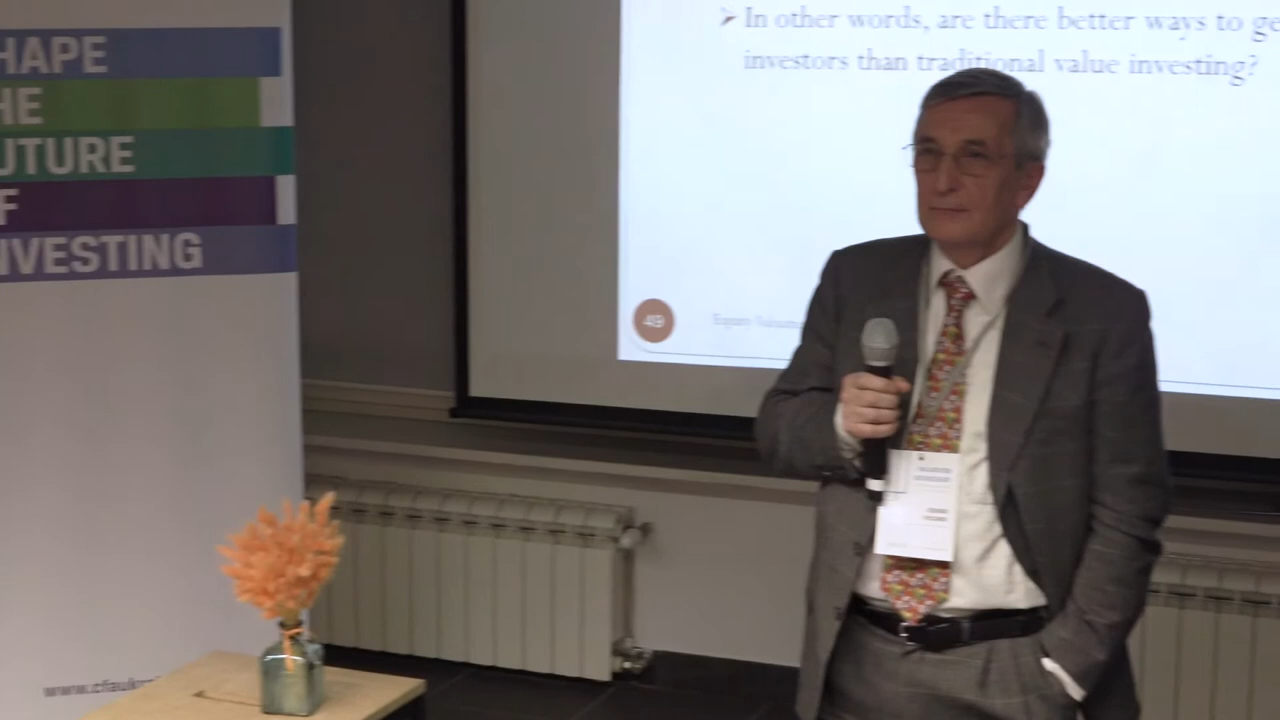 HAPE
HE
UTURE
F
NVESTING
www.cfauk
In other words, are there better ways to ge
investors than traditional value investing?
49